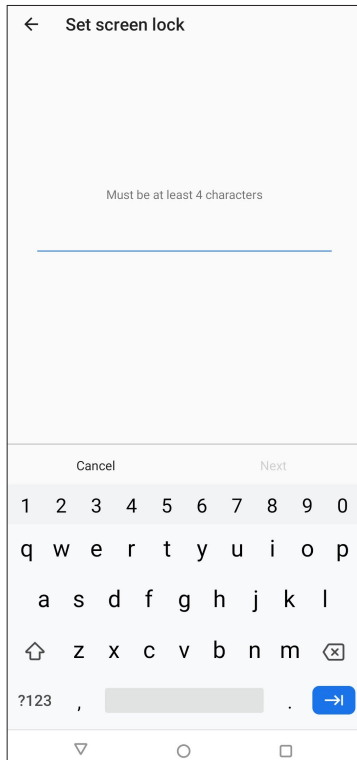 Set screen lock
Must be at least 4 characters
Cancel Next
1 2 3 4 5 6 7 8 9 0
q w e r t y u i o p
a s d f g h j k l
z x c v b n m
?123 , .